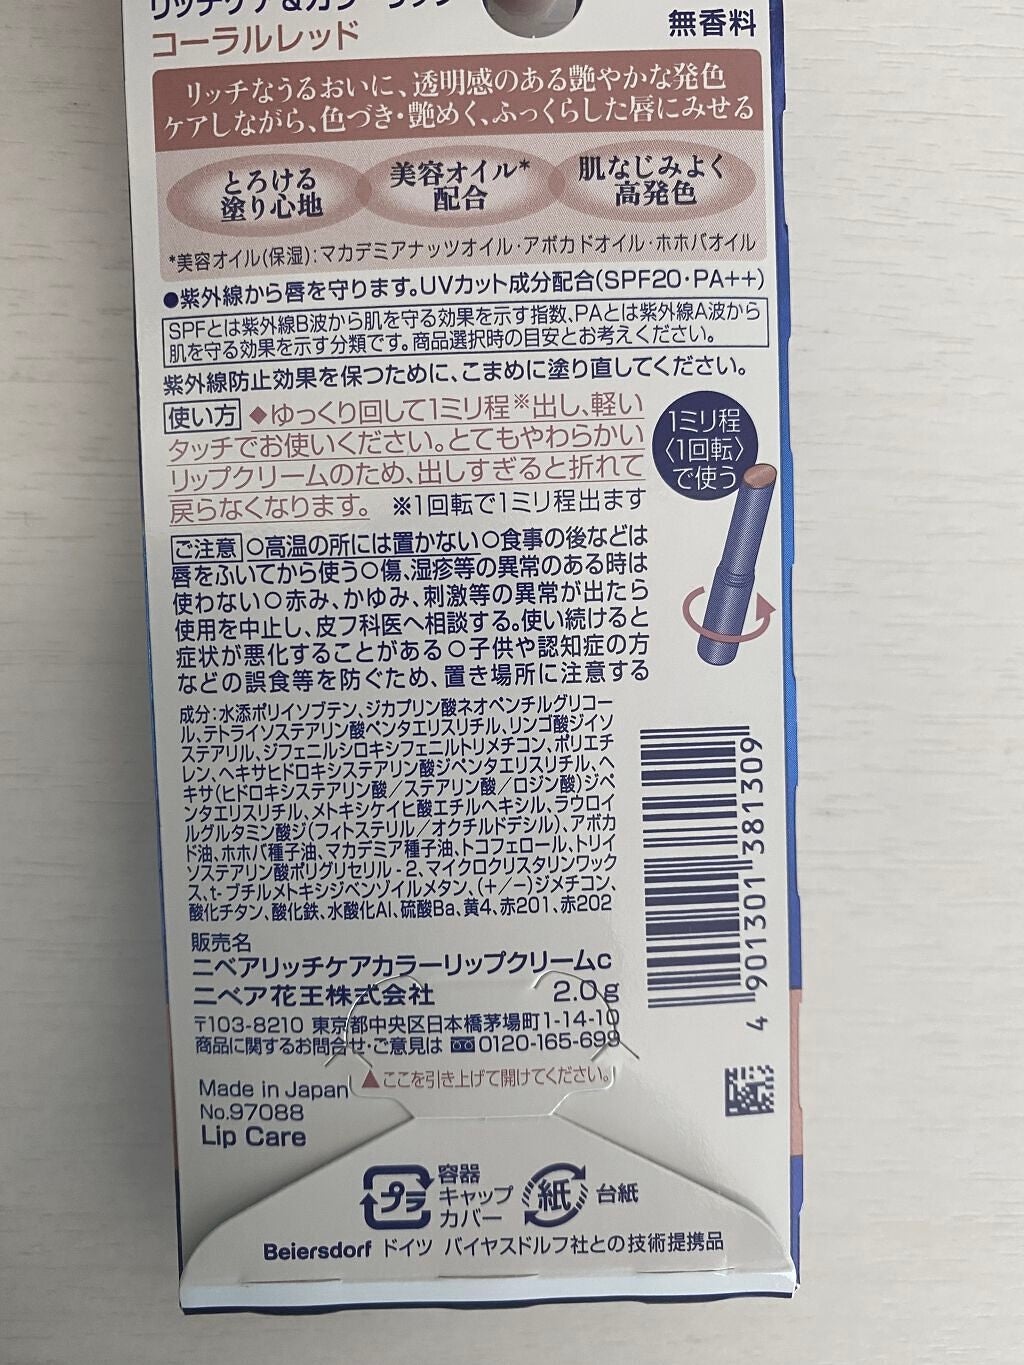 リッチケア&カラーリップ
コーラルレッド
無香料
リッチなうるおいに、透明感のある艶やかな発色
ケアしながら、色づき・艶めく、ふっくらした唇にみせる
とろける
塗り心地
美容オイル*
配合
肌なじみよく
高発色
*美容オイル(保湿):マカデミアナッツオイル・アボカドオイル・ホホバオイル
●紫外線から唇を守ります。UVカット成分配合(SPF20・PA++)
SPFとは紫外線B波から肌を守る効果を示す指数、PAとは紫外線A波から
肌を守る効果を示す分類です。商品選択時の目安とお考えください。
紫外線防止効果を保つために、こまめに塗り直してください。
使い方 ◆ゆっくり回して1ミリ程※出し、軽い
タッチでお使いください。とてもやわらかい
リップクリームのため、出しすぎると折れて
戻らなくなります。 ※1回転で1ミリ程出ます
1ミリ程
〈1回転〉
で使う
ご注意 ○高温の所には置かない○食事の後などは
唇をふいてから使う○傷、湿疹等の異常のある時は
使わない○赤み、かゆみ、刺激等の異常が出たら
使用を中止し、皮フ科医へ相談する。使い続けると
症状が悪化することがある○子供や認知症の方
などの誤食等を防ぐため、置き場所に注意する
成分:水添ポリイソブテン、ジカプリン酸ネオペンチルグリコー
ル、テトライソステアリン酸ペンタエリスリチル、リンゴ酸ジイソ
ステアリル、ジフェニルシロキシフェニルトリメチコン、ポリエチ
レン、ヘキサヒドロキシステアリン酸ジペンタエリスリチル、ヘ
キサ(ヒドロキシステアリン酸/ステアリン酸/ロジン酸)ジペ
ンタエリスリチル、メトキシケイヒ酸エチルヘキシル、ラウロイ
ルグルタミン酸ジ(フィトステリル/オクチルドデシル)、アボカ
ド油、ホホバ種子油、マカデミア種子油、トコフェロール、トリイ
ソステアリン酸ポリグリセリル-2、マイクロクリスタリンワック
ス、t-ブチルメトキシジベンゾイルメタン、(+/−)ジメチコン、
酸化チタン、酸化鉄、水酸化Al、硫酸Ba、黄4、赤201、赤202
4 901301 381309
販売名
ニベアリッチケアカラーリップクリームc
ニベア花王株式会社 2.0g
〒103-8210 東京都中央区日本橋茅場町1-14-10
商品に関するお問合せ・ご意見は 0120-165-699
▲ここを引き上げて開けてください。
Made in Japan
No.97088
Lip Care
プラ
容器
キャップ
カバー
紙
台紙
Beiersdorf ドイツ バイヤスドルフ社との技術提携品